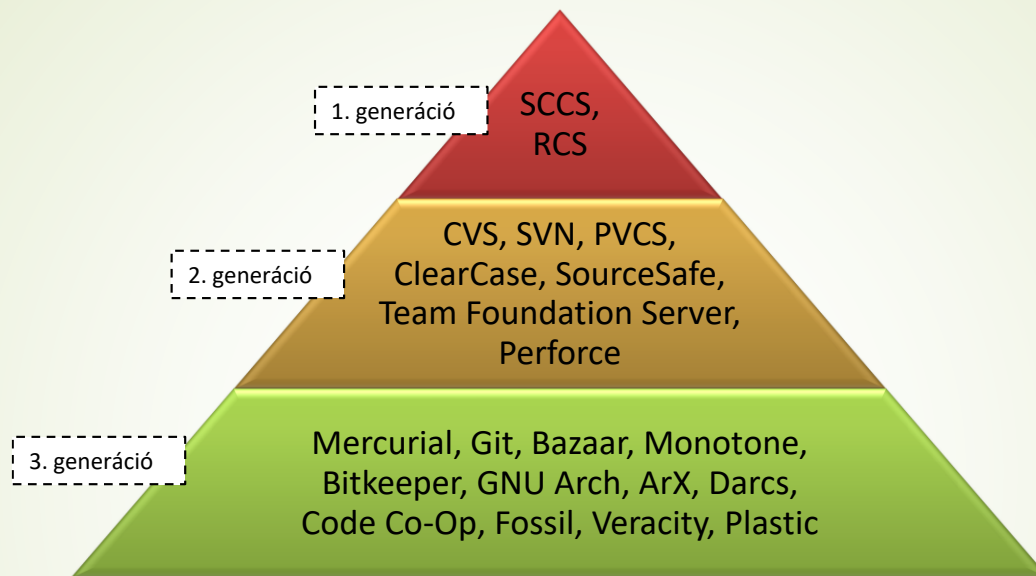 1. generáció
SCCS,
RCS
2. generáció
CVS, SVN, PVCS,
ClearCase, SourceSafe,
Team Foundation Server,
Perforce
3. generáció
Mercurial, Git, Bazaar, Monotone,
Bitkeeper, GNU Arch, ArX, Darcs,
Code Co-Op, Fossil, Veracity, Plastic